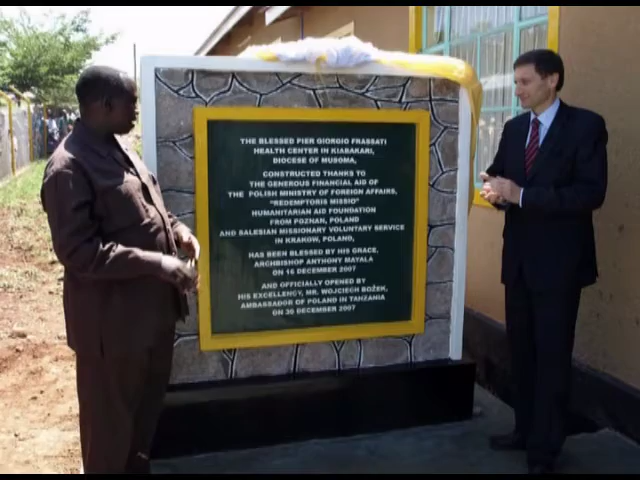 THE BLESSED PIER GIORGIO FRASSATI
HEALTH CENTER IN KIABAKARI,
DIOCESE OF MUSOMA,
CONSTRUCTED THANKS TO
THE GENEROUS FINANCIAL AID OF
THE POLISH MINISTRY OF FOREIGN AFFAIRS,
"REDEMPTORIS MISSIO"
HUMANITARIAN AID FOUNDATION
FROM POZNAN, POLAND
AND SALESIAN MISSIONARY VOLUNTARY SERVICE
IN KRAKOW, POLAND,
HAS BEEN BLESSED BY HIS GRACE,
ARCHBISHOP ANTHONY MAYALA
ON 16 DECEMBER 2007
AND OFFICIALLY OPENED BY
HIS EXCELLENCY, MR. WOJCIECH BOŻEK,
AMBASSADOR OF POLAND IN TANZANIA
ON 30 DECEMBER 2007